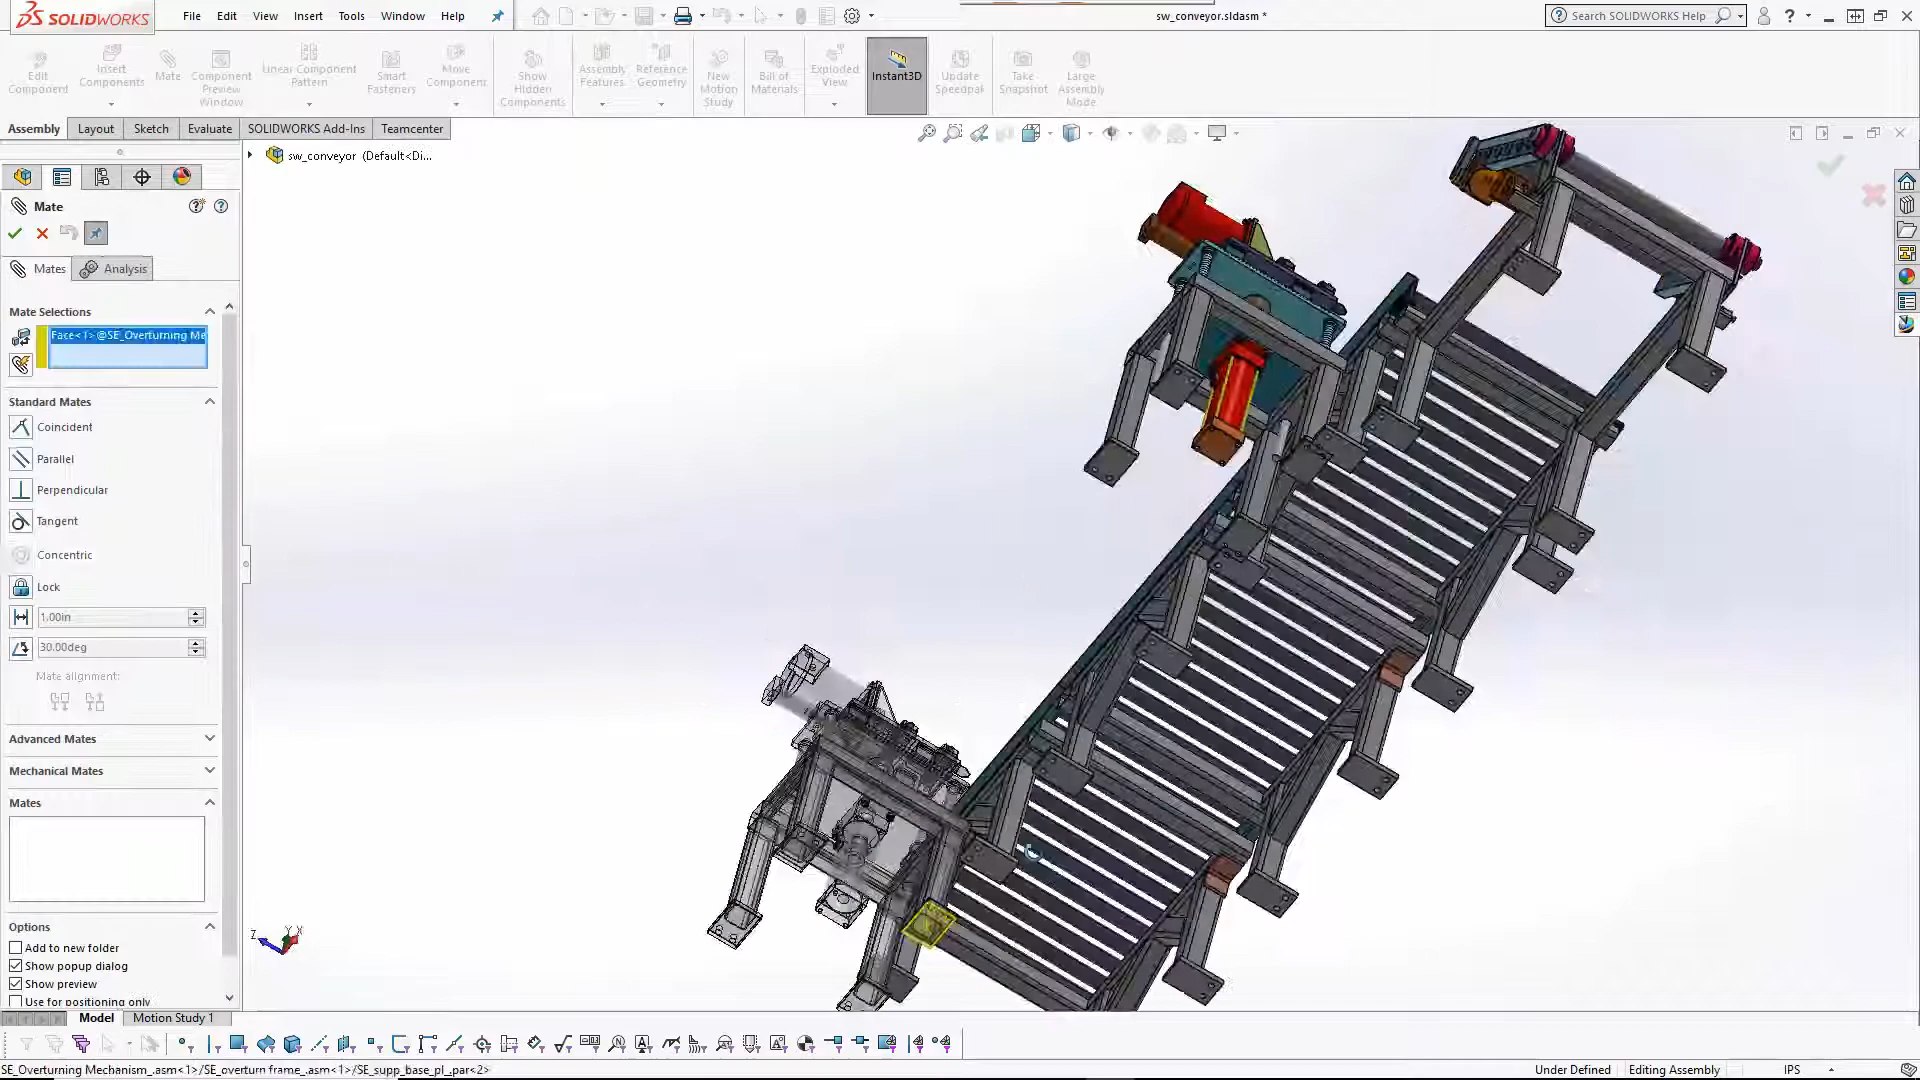 SOLIDWORKS
File Edit View Insert Tools Window Help
sw_conveyor.sldasm *
Search SOLIDWORKS Help
Edit Component
Insert Components
Mate
Component Preview Window
Linear Component Pattern
Smart Fasteners
Move Component
Show Hidden Components
Assembly Features
Reference Geometry
New Motion Study
Bill of Materials
Exploded View
Instant3D
Update Speedpak
Take Snapshot
Large Assembly Mode
Assembly Layout Sketch Evaluate SOLIDWORKS Add-Ins Teamcenter
sw_conveyor (Default<Di...
Mate
Mates Analysis
Mate Selections
Face<1>@SE_Overturning Me
Standard Mates
Coincident
Parallel
Perpendicular
Tangent
Concentric
Lock
1.00in
30.00deg
Mate alignment:
Advanced Mates
Mechanical Mates
Mates
Options
Add to new folder
Show popup dialog
Show preview
Use for positioning only
Z Y X
Model Motion Study 1
SE_Overturning Mechanism_.asm<1>/SE_overturn frame_.asm<1>/SE_supp_base_pl_.par<2>
Under Defined Editing Assembly IPS